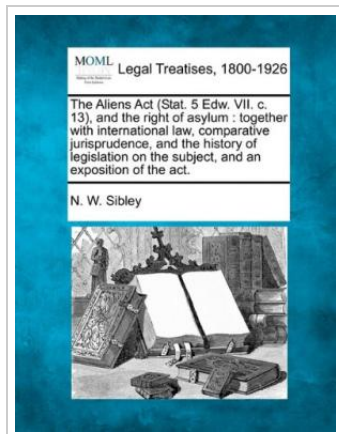 MOML
Legal Treatises, 1800-1926
The Aliens Act (Stat. 5 Edw. VII. c.
13), and the right of asylum : together
with international law, comparative
jurisprudence, and the history of
legislation on the subject, and an
exposition of the act.
N. W. Sibley